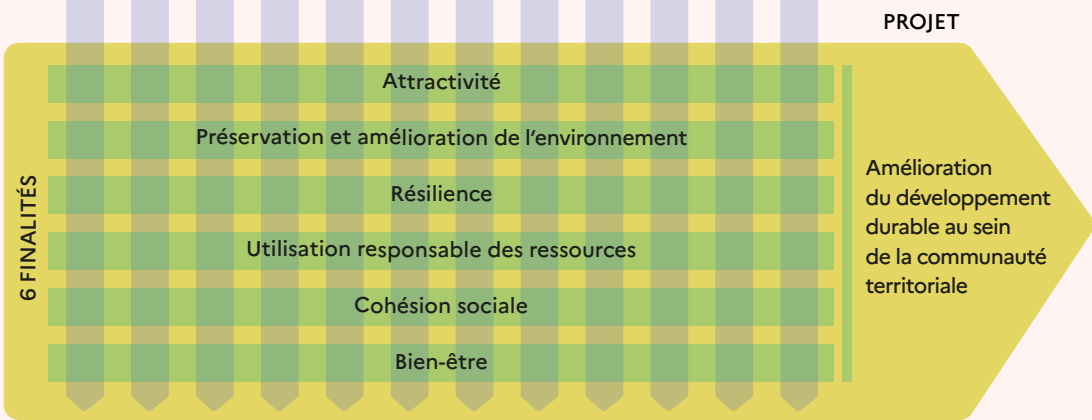 PROJET
6 FINALITÉS
Attractivité
Préservation et amélioration de l’environnement
Résilience
Utilisation responsable des ressources
Cohésion sociale
Bien-être
Amélioration
du développement
durable au sein
de la communauté
territoriale